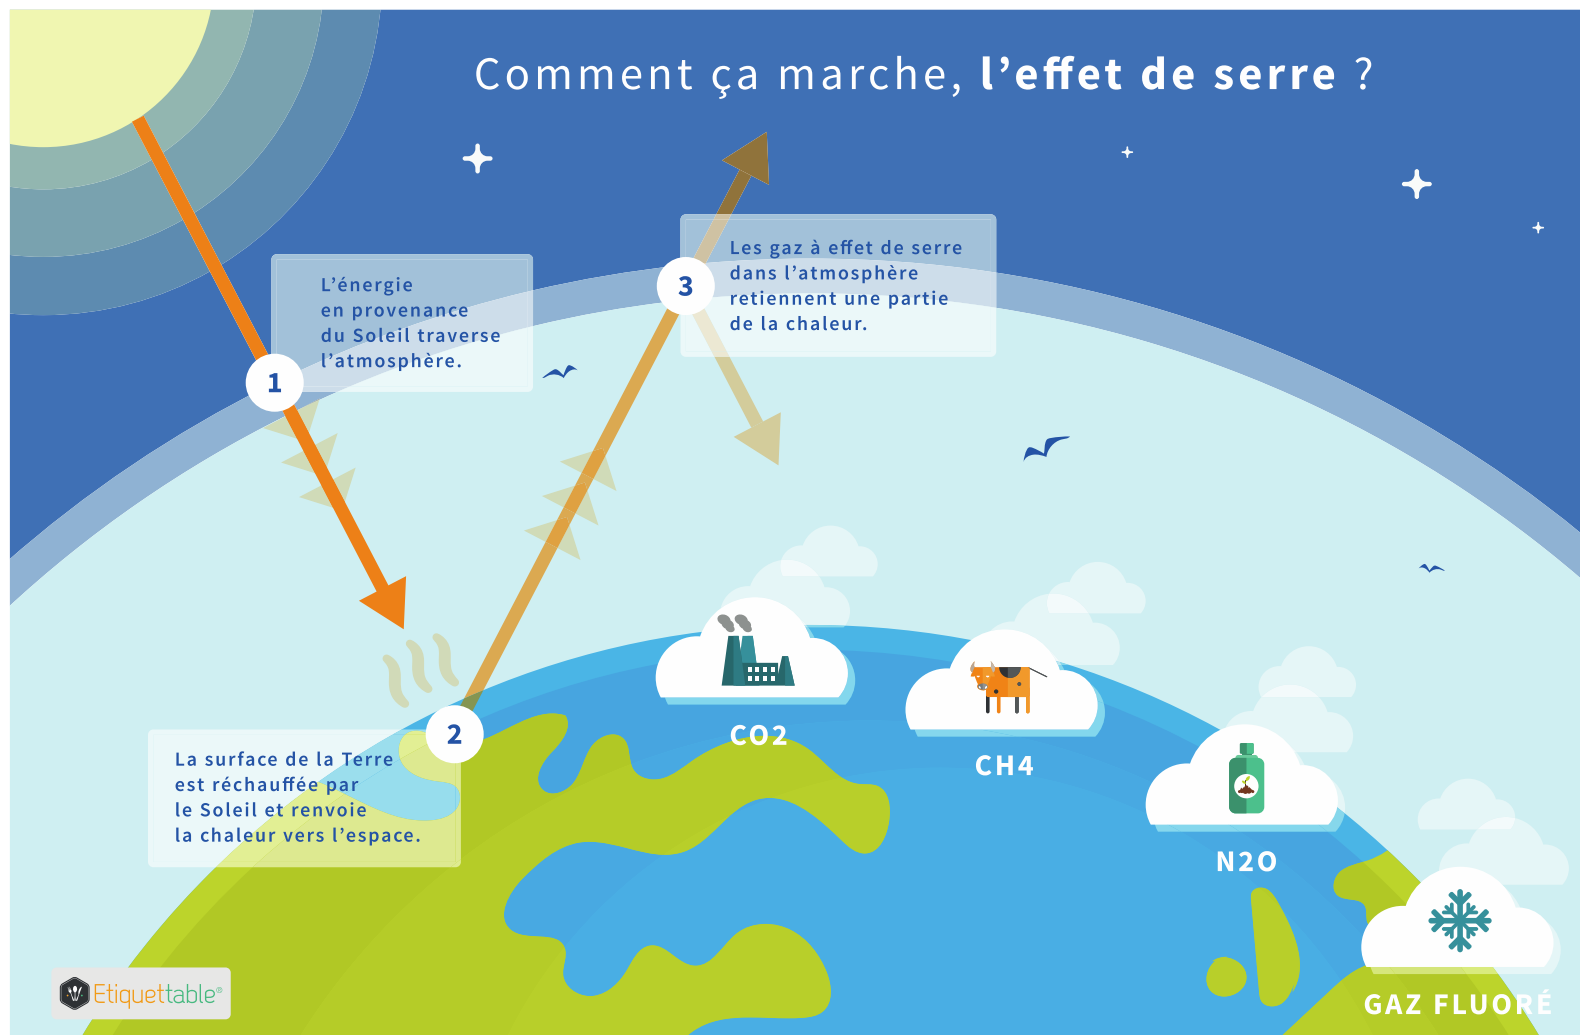 Comment ça marche, l’effet de serre ?
1
L’énergie
en provenance
du Soleil traverse
l’atmosphère.
3
Les gaz à effet de serre
dans l’atmosphère
retiennent une partie
de la chaleur.
2
La surface de la Terre
est réchauffée par
le Soleil et renvoie
la chaleur vers l’espace.
CO2
CH4
N2O
GAZ FLUORÉ
Etiquettable®